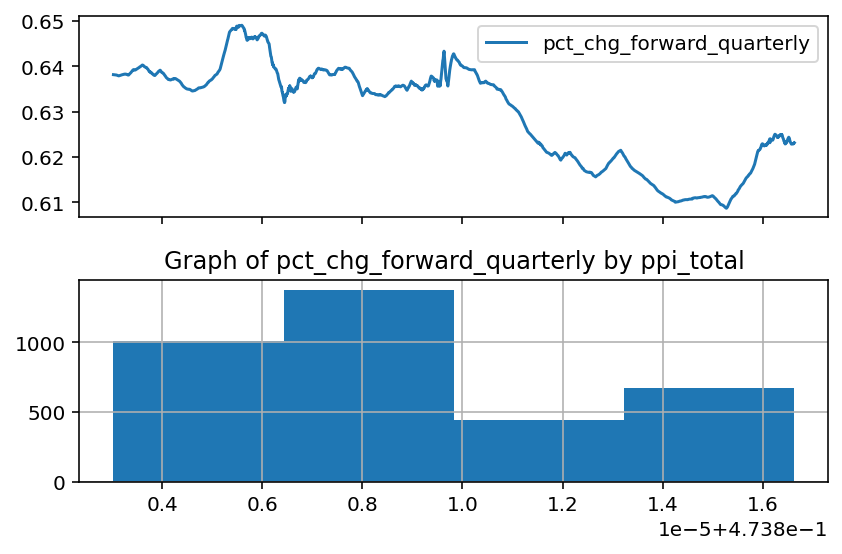 0.65
pct_chg_forward_quarterly
0.64
0.63
0.62
0.61
Graph of pct_chg_forward_quarterly by ppi_total
1000
500
0
0.4 0.6 0.8 1.0 1.2 1.4 1.6
1e−5+4.738e−1